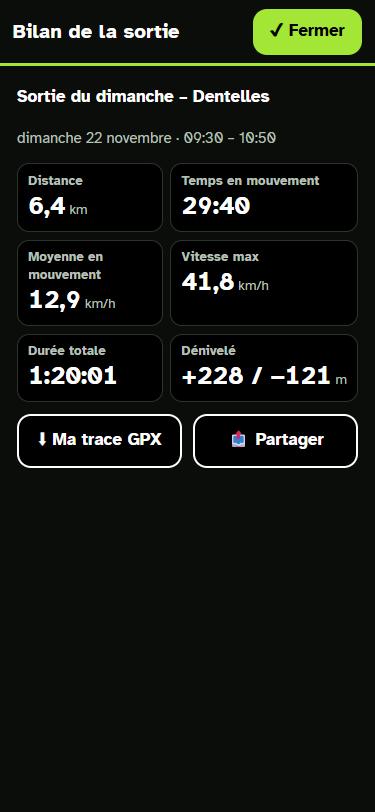 Bilan de la sortie
✓ Fermer
Sortie du dimanche – Dentelles
dimanche 22 novembre · 09:30 – 10:50
Distance
6,4 km
Temps en mouvement
29:40
Moyenne en
mouvement
12,9 km/h
Vitesse max
41,8 km/h
Durée totale
1:20:01
Dénivelé
+228 / −121 m
⬇ Ma trace GPX
📤 Partager